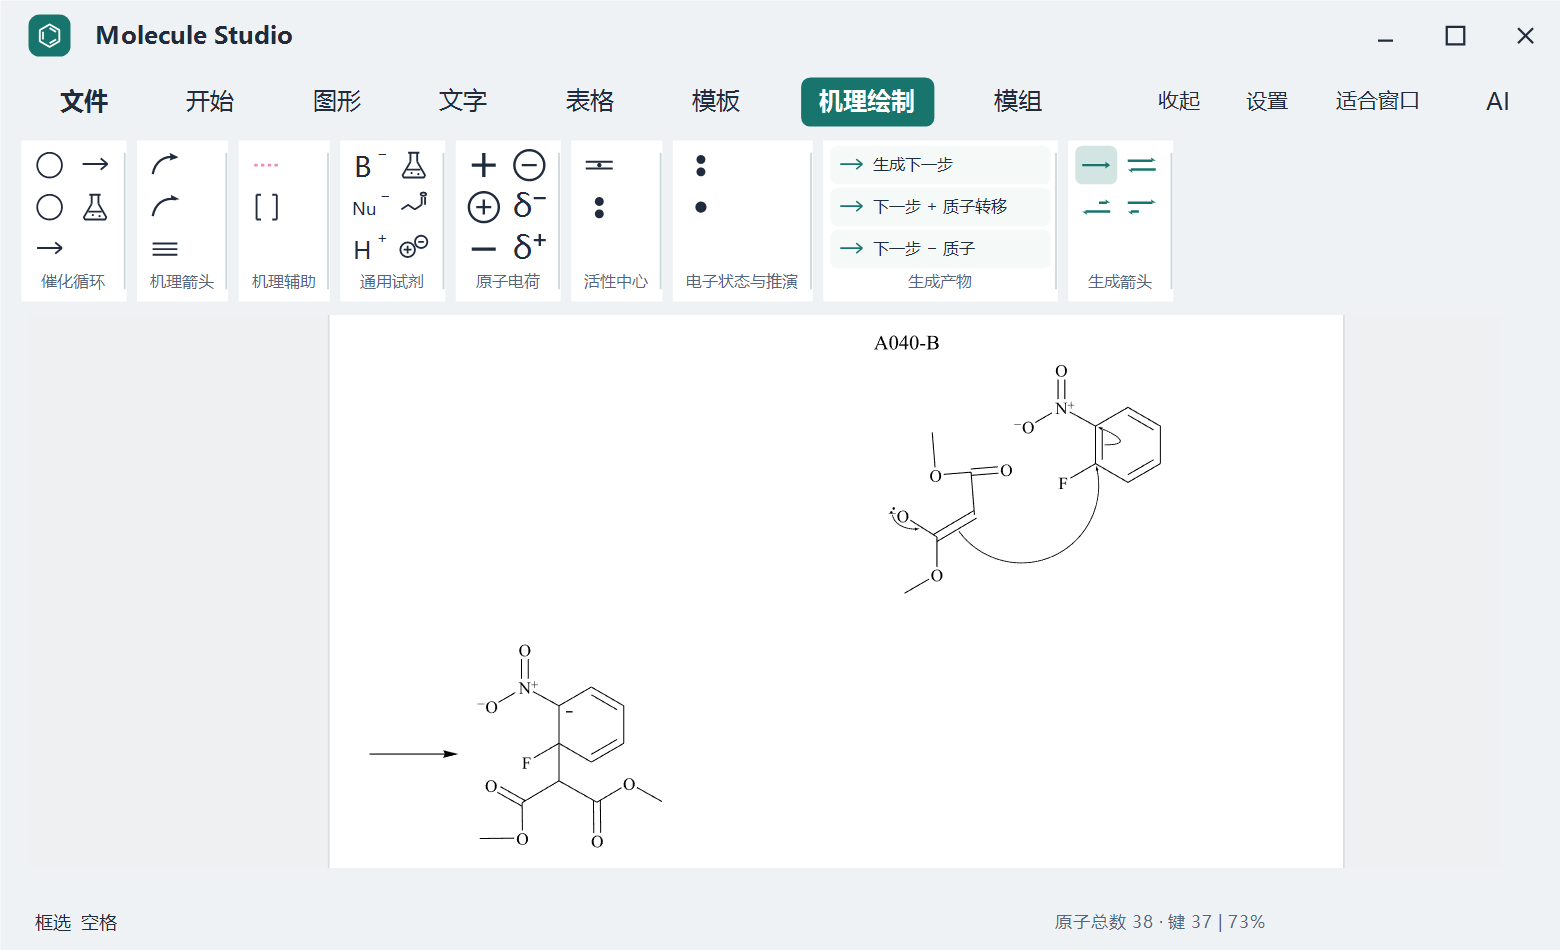 Molecule Studio
文件 开始 图形 文字 表格 模板 机理绘制 模组 收起 设置 适合窗口 AI
B⁻
Nu⁻
H⁺
δ⁻
δ⁺
生成下一步
下一步 + 质子转移
下一步 − 质子
催化循环 机理箭头 机理辅助 通用试剂 原子电荷 活性中心 电子状态与推演 生成产物 生成箭头
A040-B
O
N⁺
⁻O
F
O
O
O
O
O
N⁺
⁻O
F
O
O
O
O
框选 空格
原子总数 38 · 键 37 | 73%